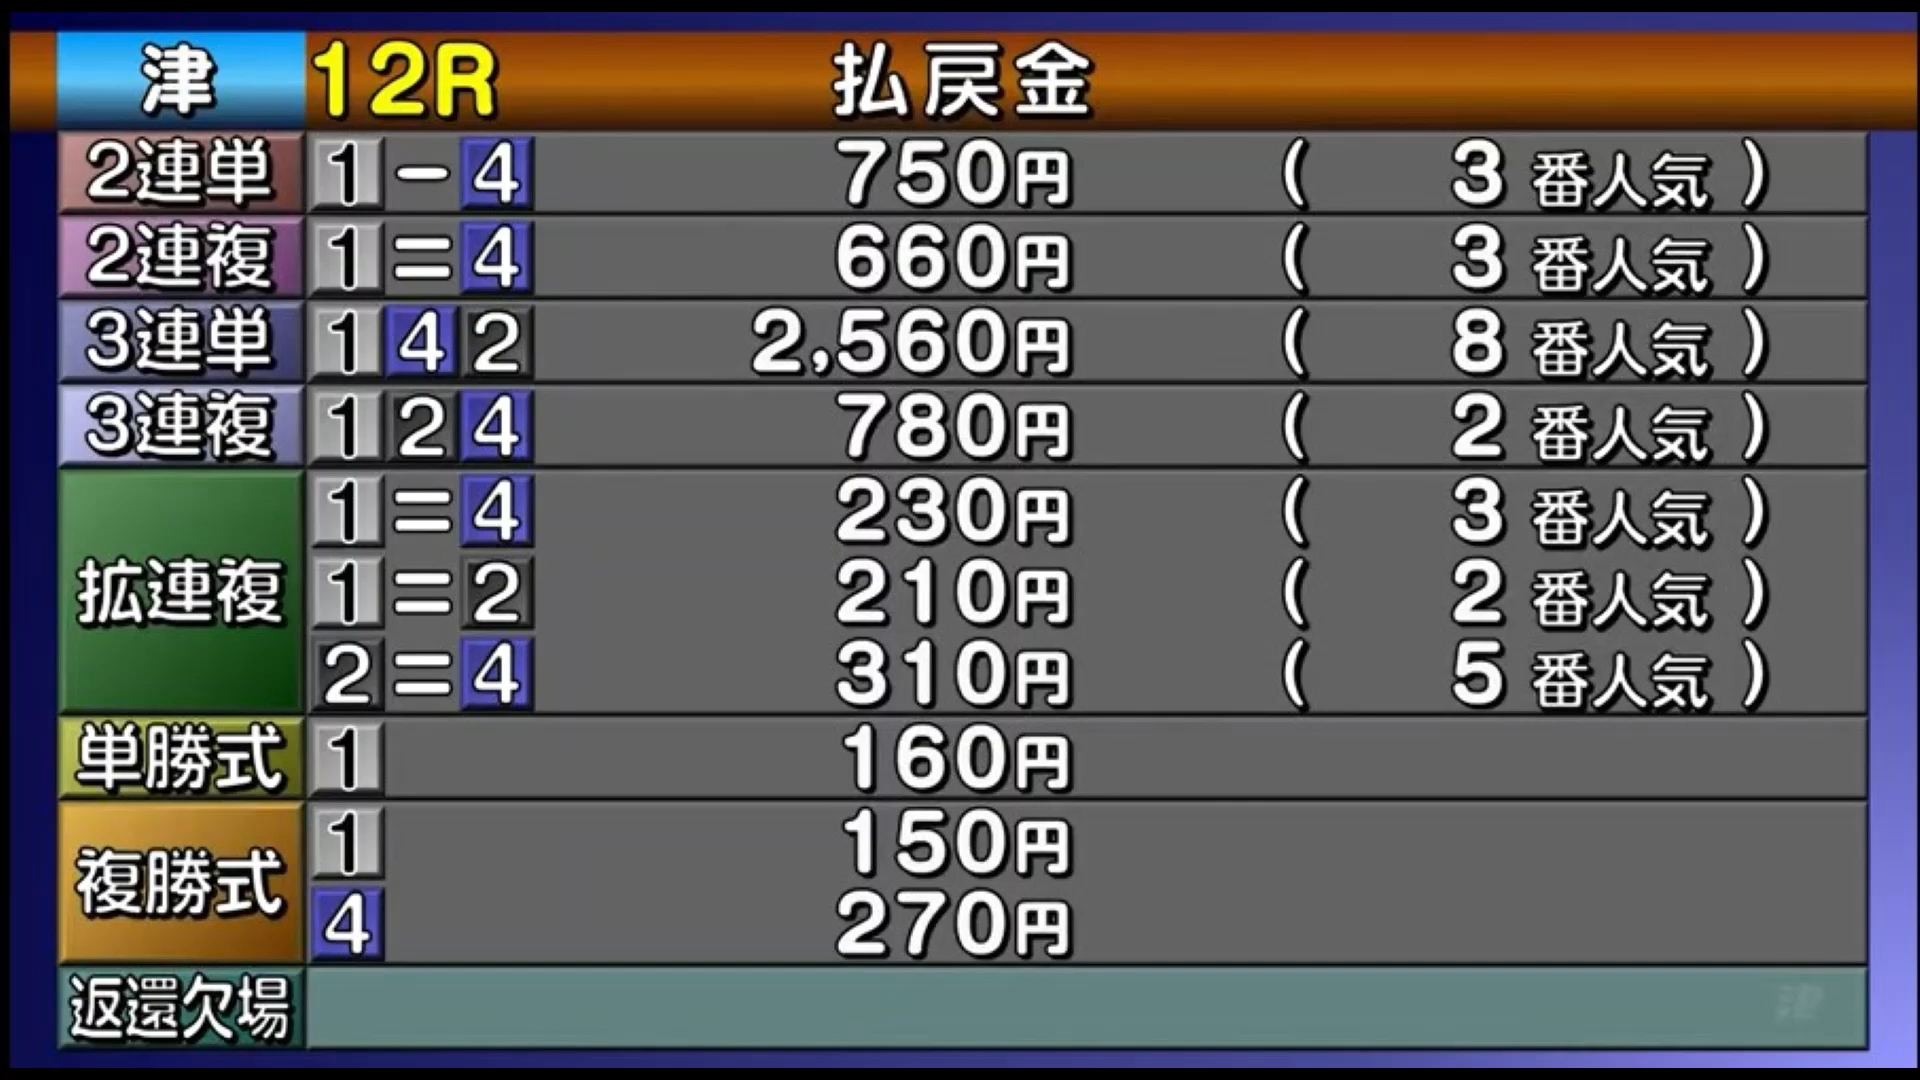 津 12R 払戻金
2連単 1-4 750円 ( 3 番人気 )
2連複 1=4 660円 ( 3 番人気 )
3連単 1 4 2 2,560円 ( 8 番人気 )
3連複 1 2 4 780円 ( 2 番人気 )
拡連複 1=4 230円 ( 3 番人気 )
1=2 210円 ( 2 番人気 )
2=4 310円 ( 5 番人気 )
単勝式 1 160円
複勝式 1 150円
4 270円
返還欠場
津